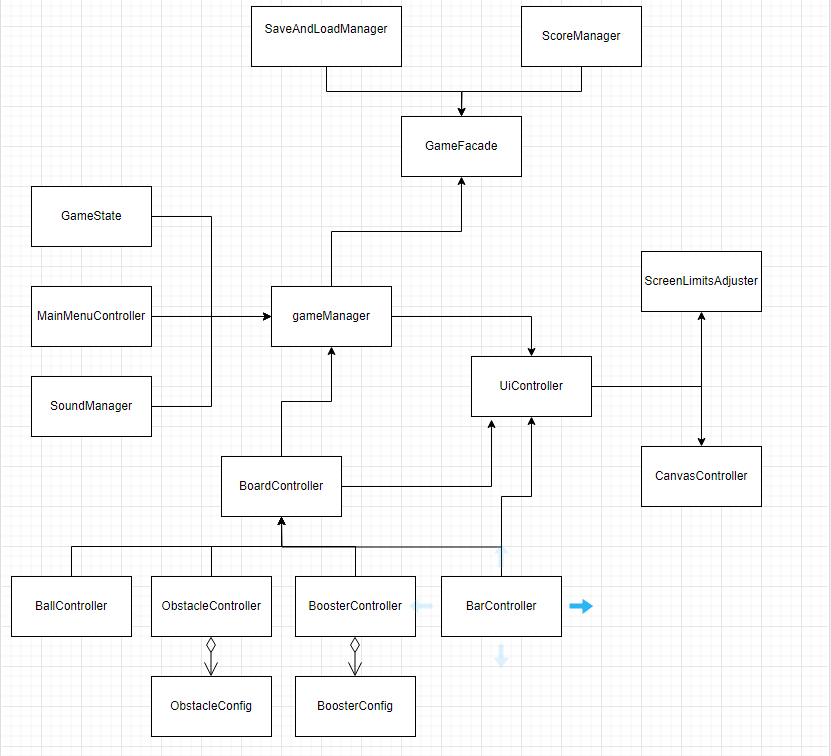 SaveAndLoadManager
ScoreManager
GameFacade
GameState
ScreenLimitsAdjuster
MainMenuController
gameManager
UiController
SoundManager
BoardController
CanvasController
BallController
ObstacleController
BoosterController
BarController
ObstacleConfig
BoosterConfig